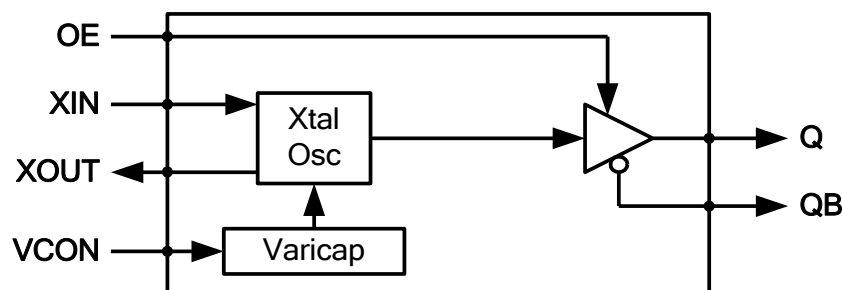 OE
XIN
Xtal
Osc
XOUT
VCON
Varicap
Q
QB